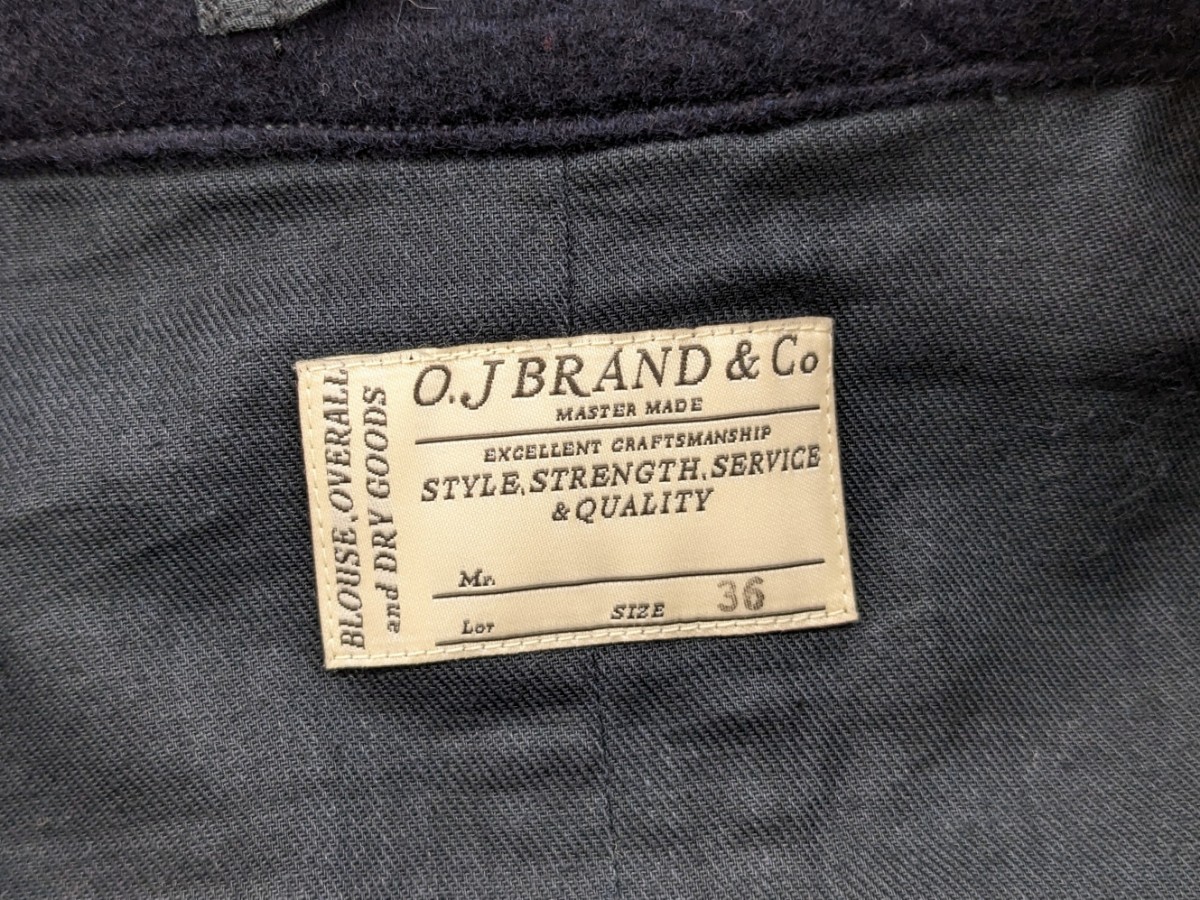 O.J BRAND & Co
MASTER MADE
EXCELLENT CRAFTSMANSHIP
STYLE, STRENGTH, SERVICE
& QUALITY
Mr.
Lot SIZE 36
BLOUSE, OVERALL
and DRY GOODS